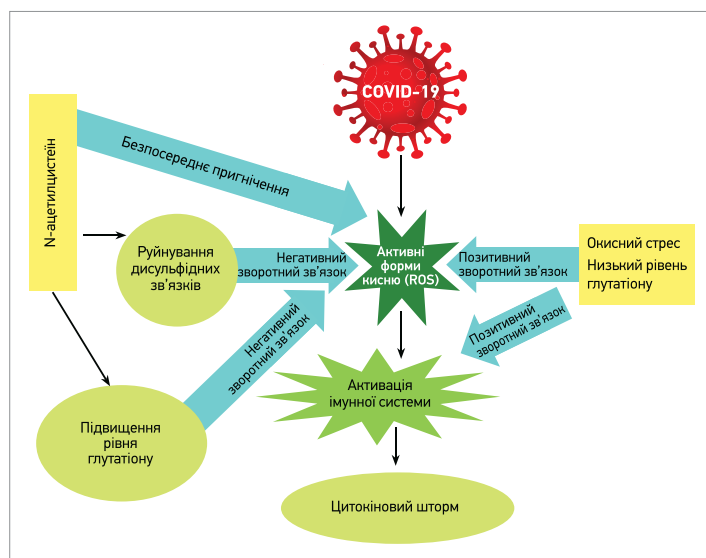 COVID-19
N-ацетилцистеїн
Безпосереднє пригнічення
Руйнування
дисульфідних
зв'язків
Негативний
зворотний зв'язок
Активні
форми
кисню (ROS)
Позитивний
зворотний зв'язок
Окисний стрес
Низький рівень
глутатіону
Негативний
зворотний зв'язок
Позитивний
зворотний зв'язок
Активація
імунної системи
Підвищення
рівня
глутатіону
Цитокіновий шторм